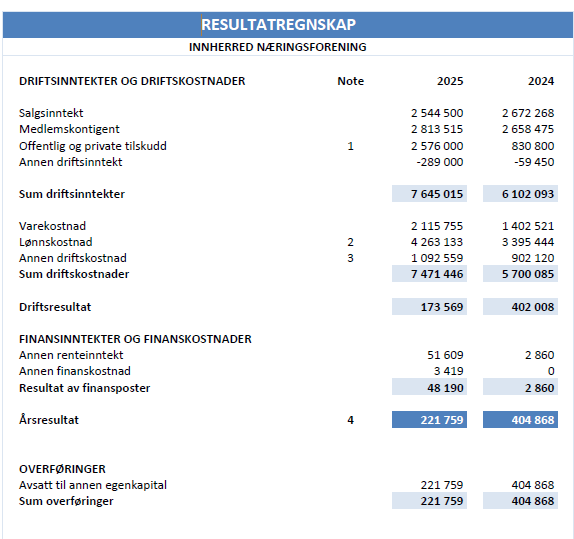 RESULTATREGNSKAP
INNHERRED NÆRINGSFORENING
DRIFTSINNTEKTER OG DRIFTSKOSTNADER Note 2025 2024
Salgsinntekt 2 544 500 2 672 268
Medlemskontigent 2 813 515 2 658 475
Offentlig og private tilskudd 1 2 576 000 830 800
Annen driftsinntekt -289 000 -59 450
Sum driftsinntekter 7 645 015 6 102 093
Varekostnad 2 115 755 1 402 521
Lønnskostnad 2 4 263 133 3 395 444
Annen driftskostnad 3 1 092 559 902 120
Sum driftskostnader 7 471 446 5 700 085
Driftsresultat 173 569 402 008
FINANSINNTEKTER OG FINANSKOSTNADER
Annen renteinntekt 51 609 2 860
Annen finanskostnad 3 419 0
Resultat av finansposter 48 190 2 860
Årsresultat 4 221 759 404 868
OVERFØRINGER
Avsatt til annen egenkapital 221 759 404 868
Sum overføringer 221 759 404 868